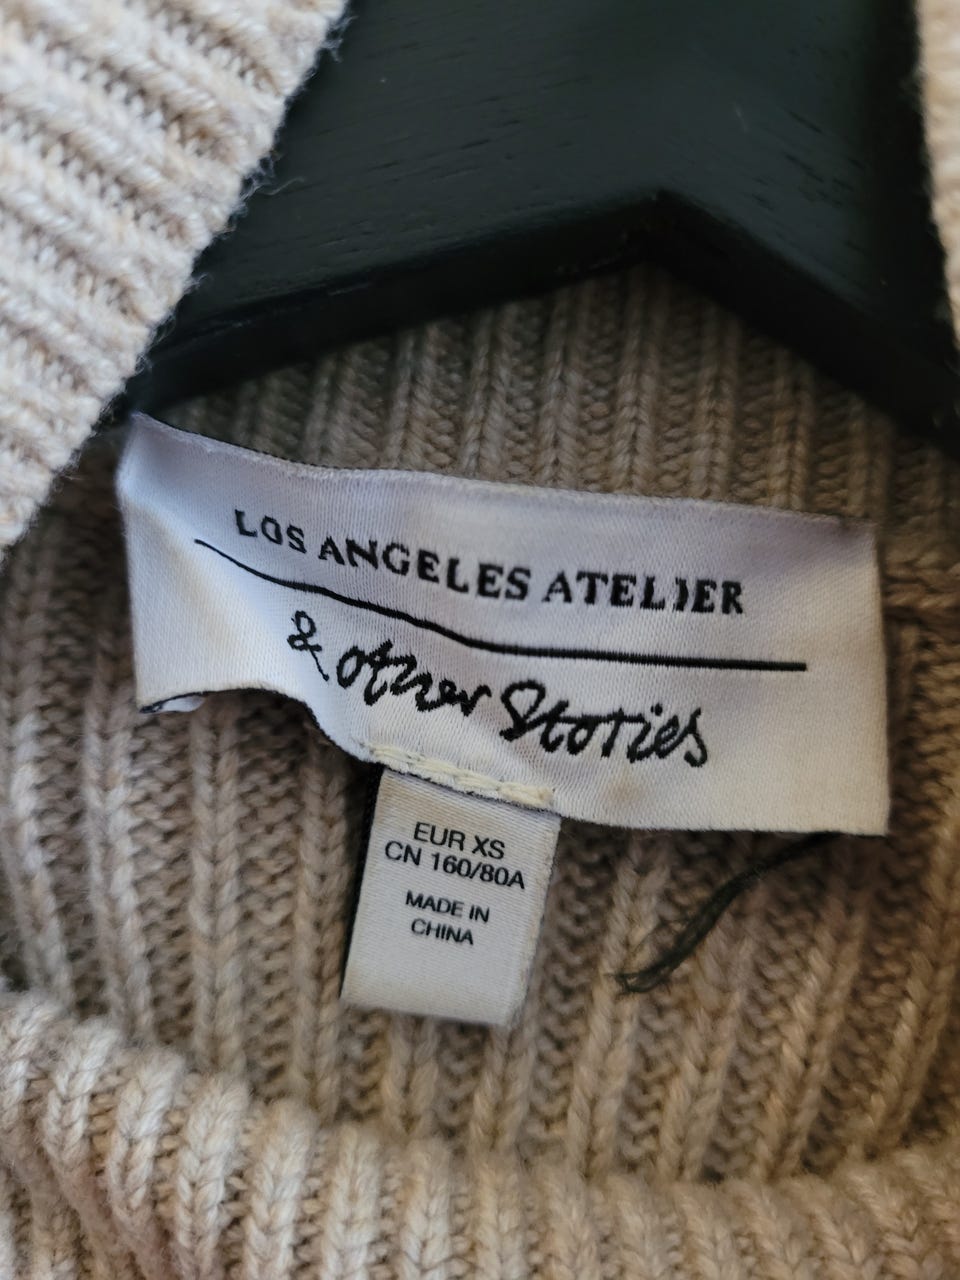 LOS ANGELES ATELIER
& other Stories
EUR XS
CN 160/80A
MADE IN
CHINA